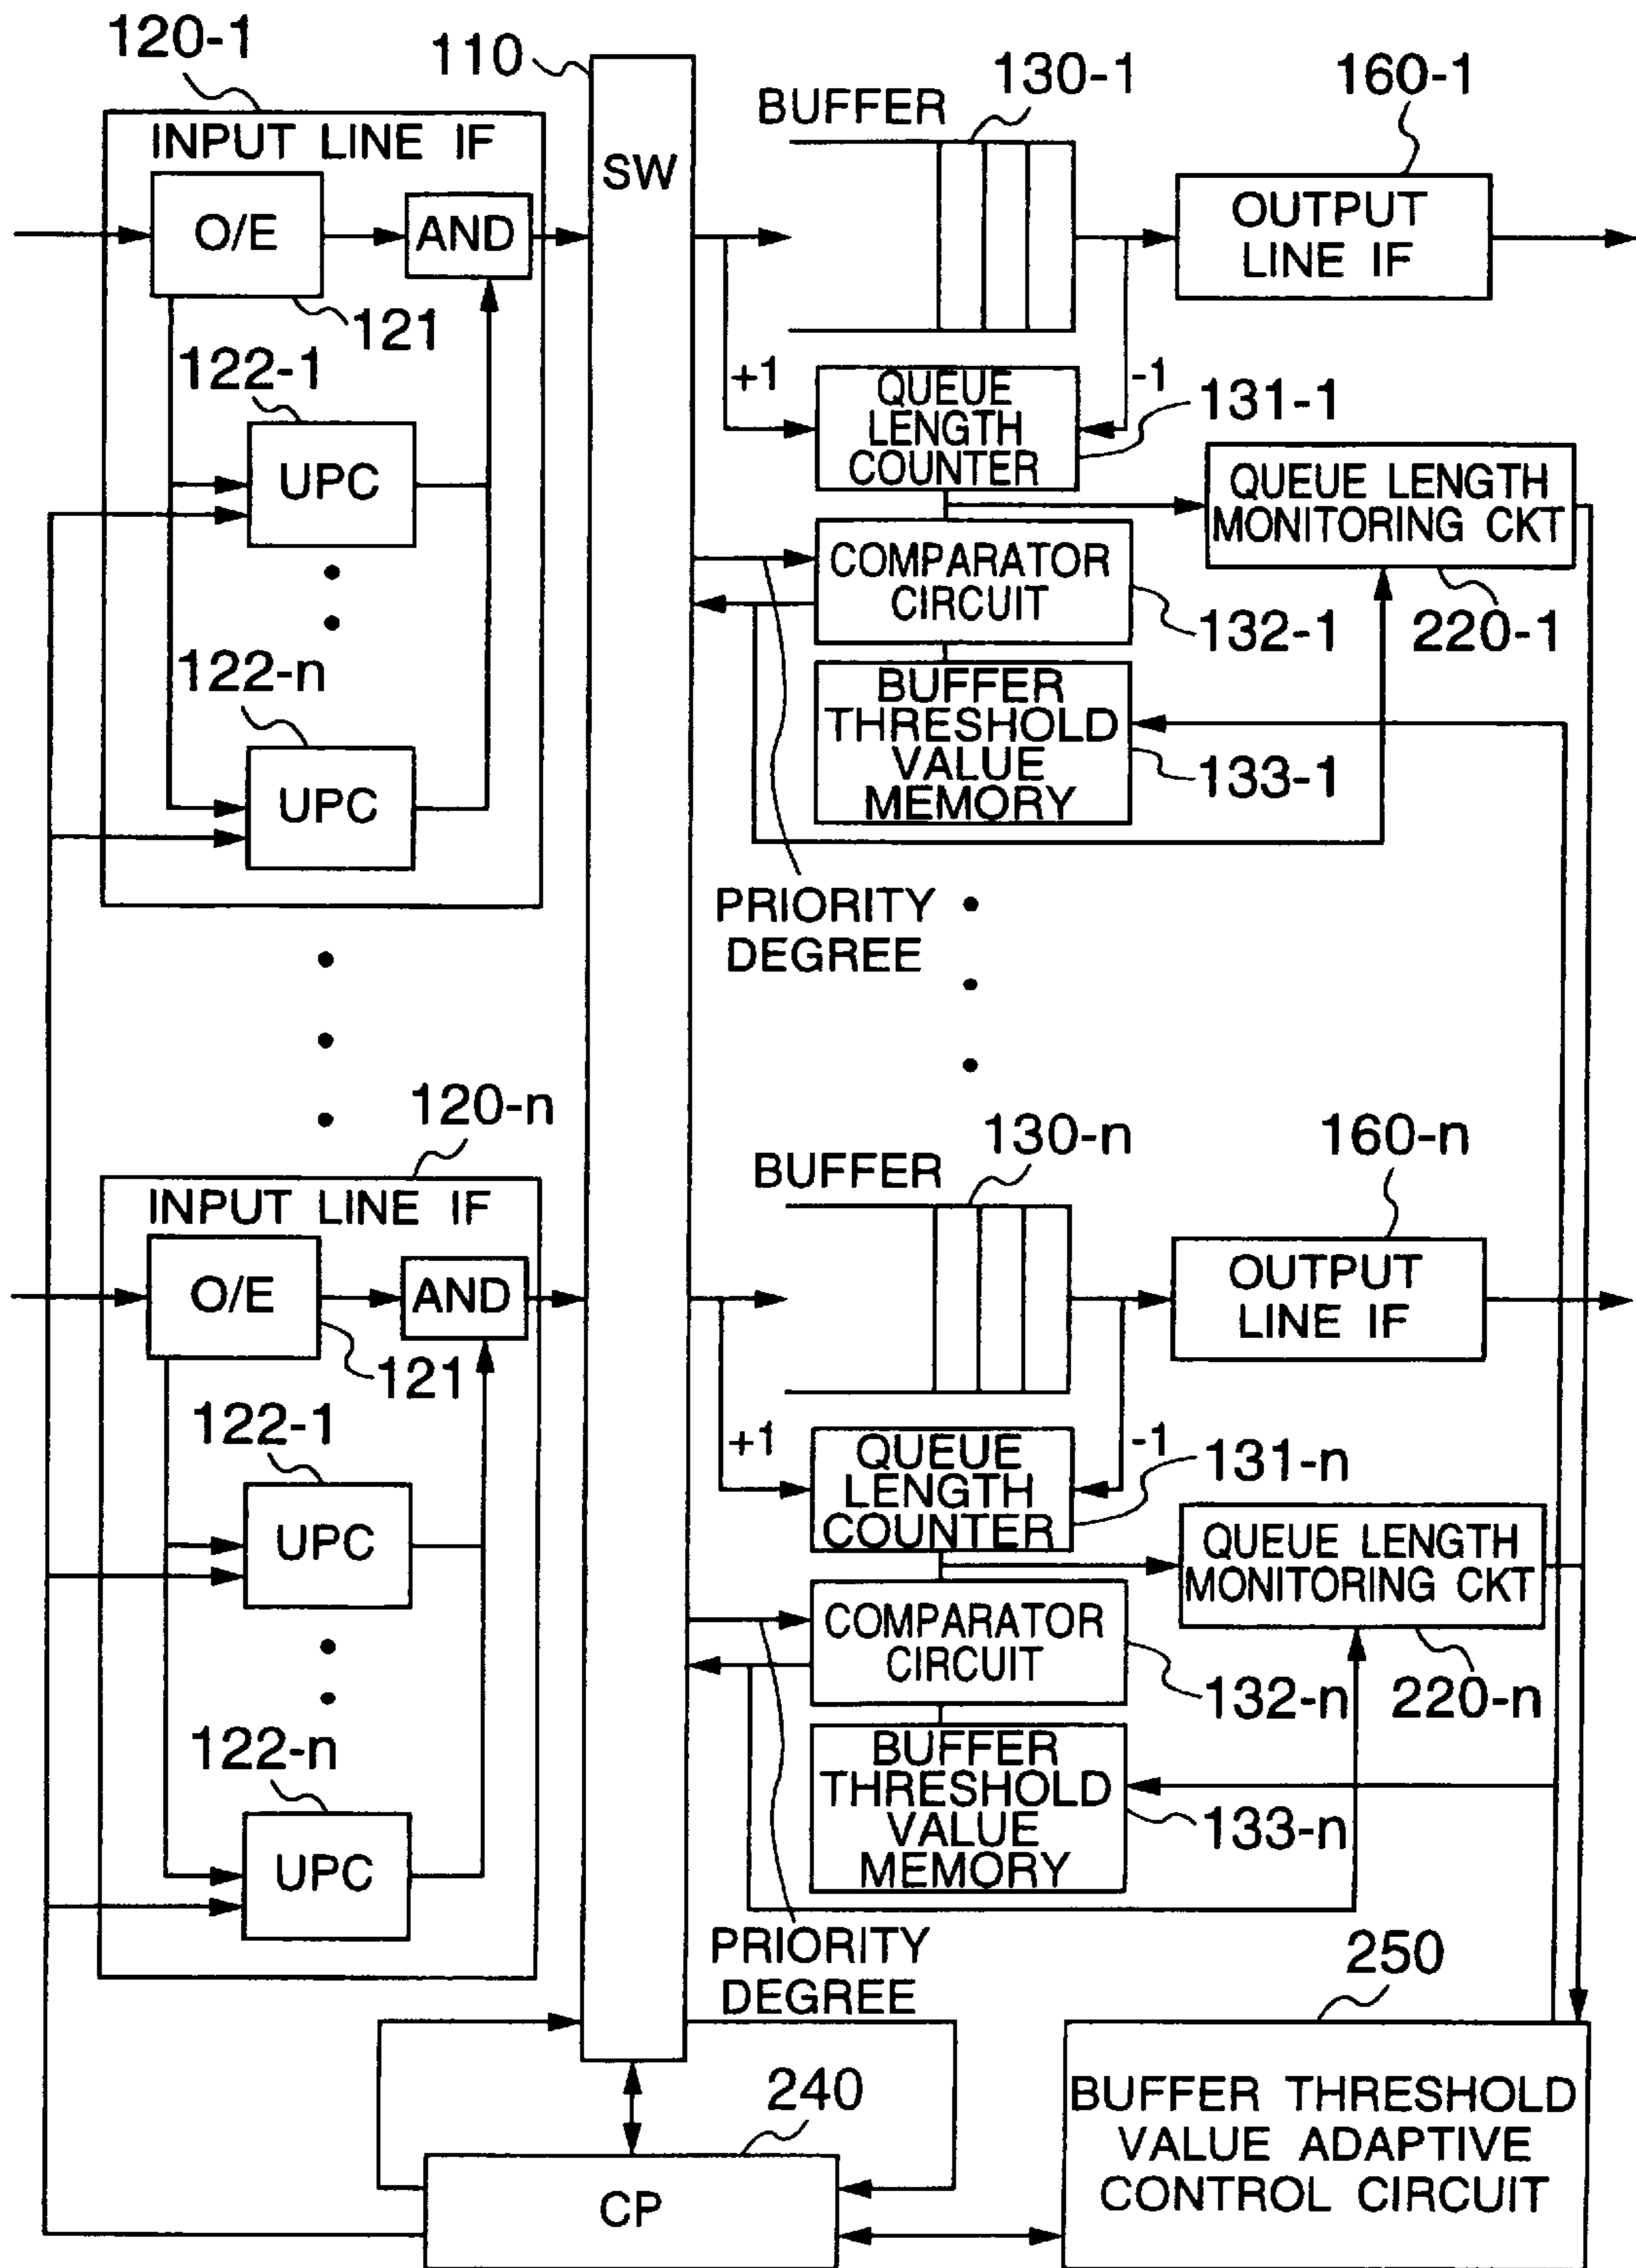 120-1
110
130-1
160-1
BUFFER
INPUT LINE IF
SW
O/E
AND
OUTPUT
LINE IF
121
122-1
+1
-1
QUEUE
LENGTH
COUNTER
131-1
UPC
QUEUE LENGTH
MONITORING CKT
COMPARATOR
CIRCUIT
132-1
220-1
122-n
BUFFER
THRESHOLD
VALUE
MEMORY
133-1
UPC
PRIORITY
DEGREE
120-n
130-n
160-n
BUFFER
INPUT LINE IF
O/E
AND
OUTPUT
LINE IF
121
122-1
+1
-1
QUEUE
LENGTH
COUNTER
131-n
UPC
QUEUE LENGTH
MONITORING CKT
COMPARATOR
CIRCUIT
132-n
220-n
122-n
BUFFER
THRESHOLD
VALUE
MEMORY
133-n
UPC
PRIORITY
DEGREE
250
240
BUFFER THRESHOLD
VALUE ADAPTIVE
CONTROL CIRCUIT
CP